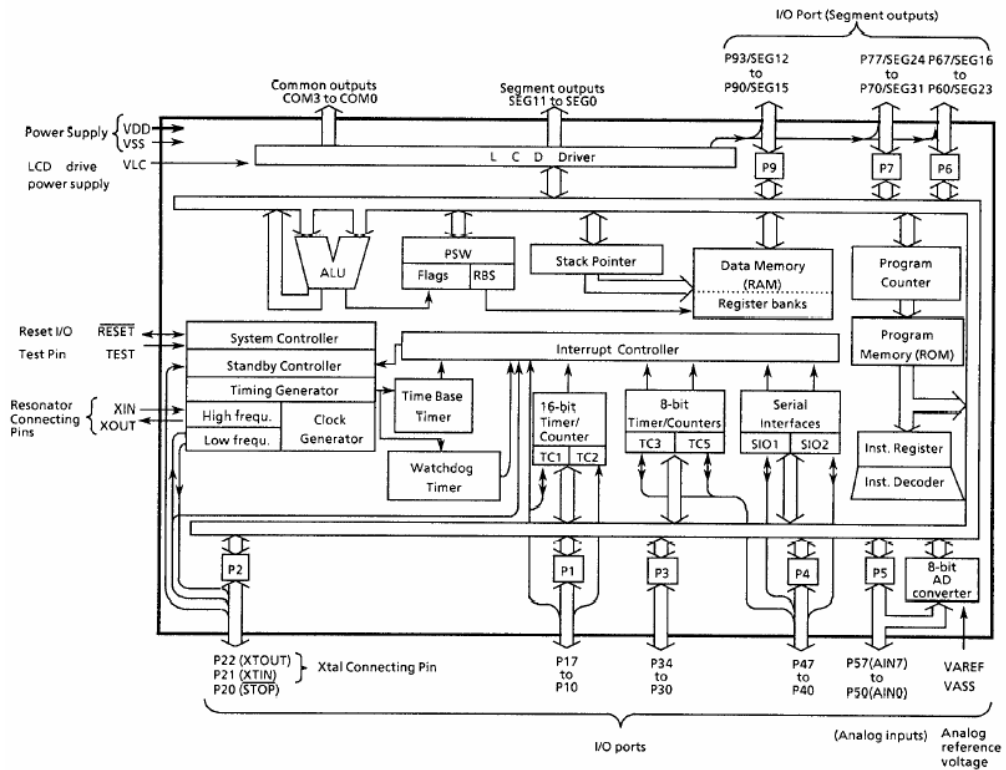 I/O Port (Segment outputs)
P93/SEG12 to P90/SEG15
P77/SEG24 to P70/SEG31
P67/SEG16 to P60/SEG23
Common outputs
COM3 to COM0
Segment outputs
SEG11 to SEG0
Power Supply
VDD
VSS
LCD drive
power supply
VLC
L C D Driver
P9
P7
P6
ALU
PSW
Flags
RBS
Stack Pointer
Data Memory
(RAM)
Register banks
Program
Counter
Reset I/O
RESET
Test Pin
TEST
System Controller
Standby Controller
Timing Generator
High frequ.
Low frequ.
Clock
Generator
Resonator
Connecting
Pins
XIN
XOUT
Interrupt Controller
Program
Memory (ROM)
Time Base
Timer
Watchdog
Timer
16-bit
Timer/
Counter
TC1
TC2
8-bit
Timer/Counters
TC3
TC5
Serial
Interfaces
SIO1
SIO2
Inst. Register
Inst. Decoder
P2
P1
P3
P4
P5
8-bit
AD
converter
P22 (XTOUT)
P21 (XTIN)
P20 (STOP)
Xtal Connecting Pin
P17
to
P10
P34
to
P30
P47
to
P40
P57(AIN7)
to
P50(AIN0)
VAREF
VASS
I/O ports
(Analog inputs)
Analog
reference
voltage